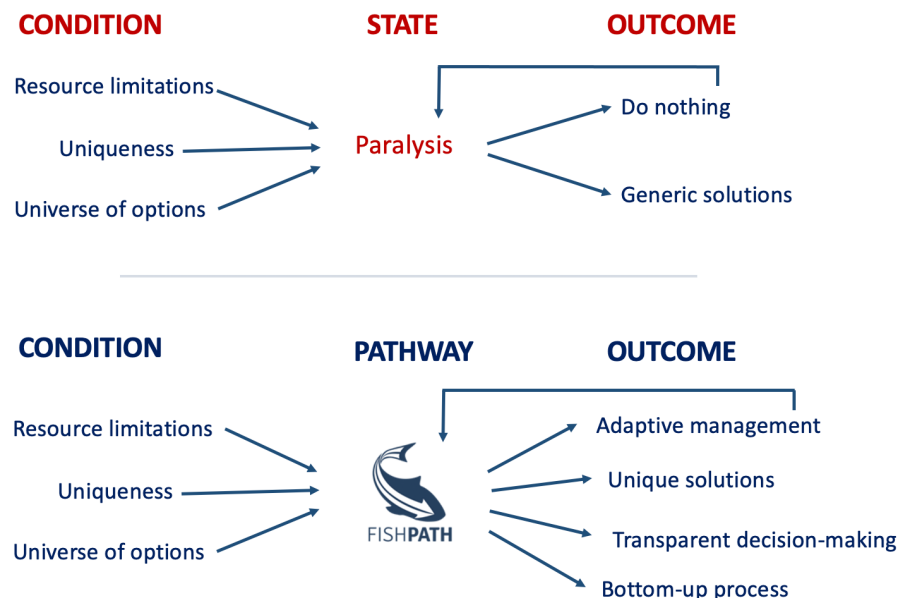 CONDITION
STATE
OUTCOME
Resource limitations
Uniqueness
Universe of options
Paralysis
Do nothing
Generic solutions
CONDITION
PATHWAY
OUTCOME
Resource limitations
Uniqueness
Universe of options
FISHPATH
Adaptive management
Unique solutions
Transparent decision-making
Bottom-up process